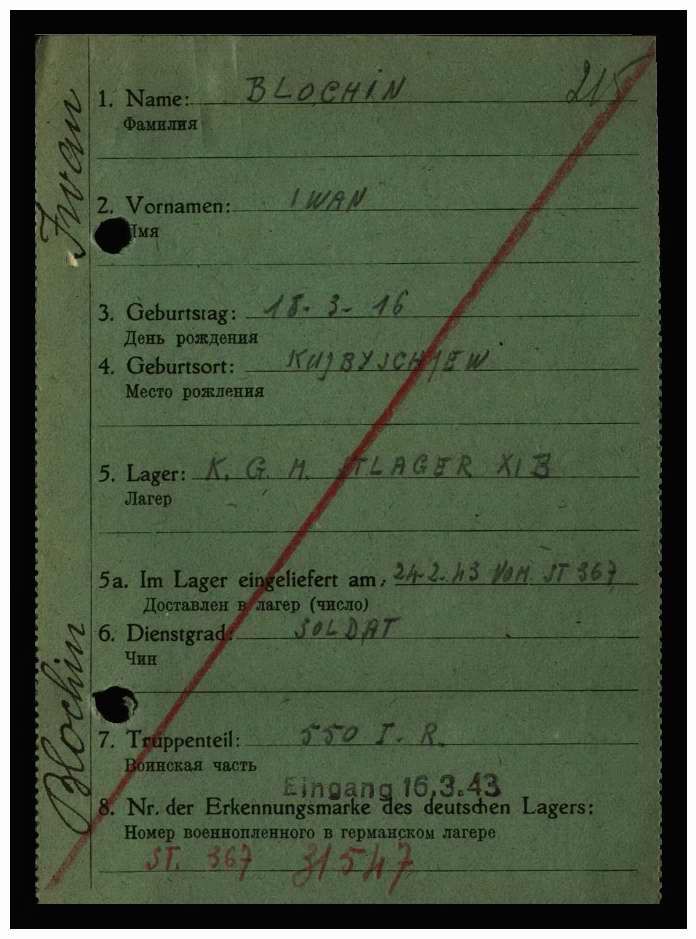 215
1. Name: BLOCHIN
Фамилия
2. Vornamen: IWAN
Имя
3. Geburtstag: 18-3-16
День рождения
4. Geburtsort: KUJBYSCHJEW
Место рождения
5. Lager: K. G. M. STLAGER XI B
Лагер
5a. Im Lager eingeliefert am, 24-2-43 VOM ST 367
Доставлен в лагер (число)
6. Dienstgrad: SOLDAT
Чин
7. Truppenteil: 550 I. R.
Воинская часть
Eingang 16.3.43
8. Nr. der Erkennungsmarke des deutschen Lagers:
Номер военнопленного в германском лагере
ST. 367 31547
Blochin Iwan